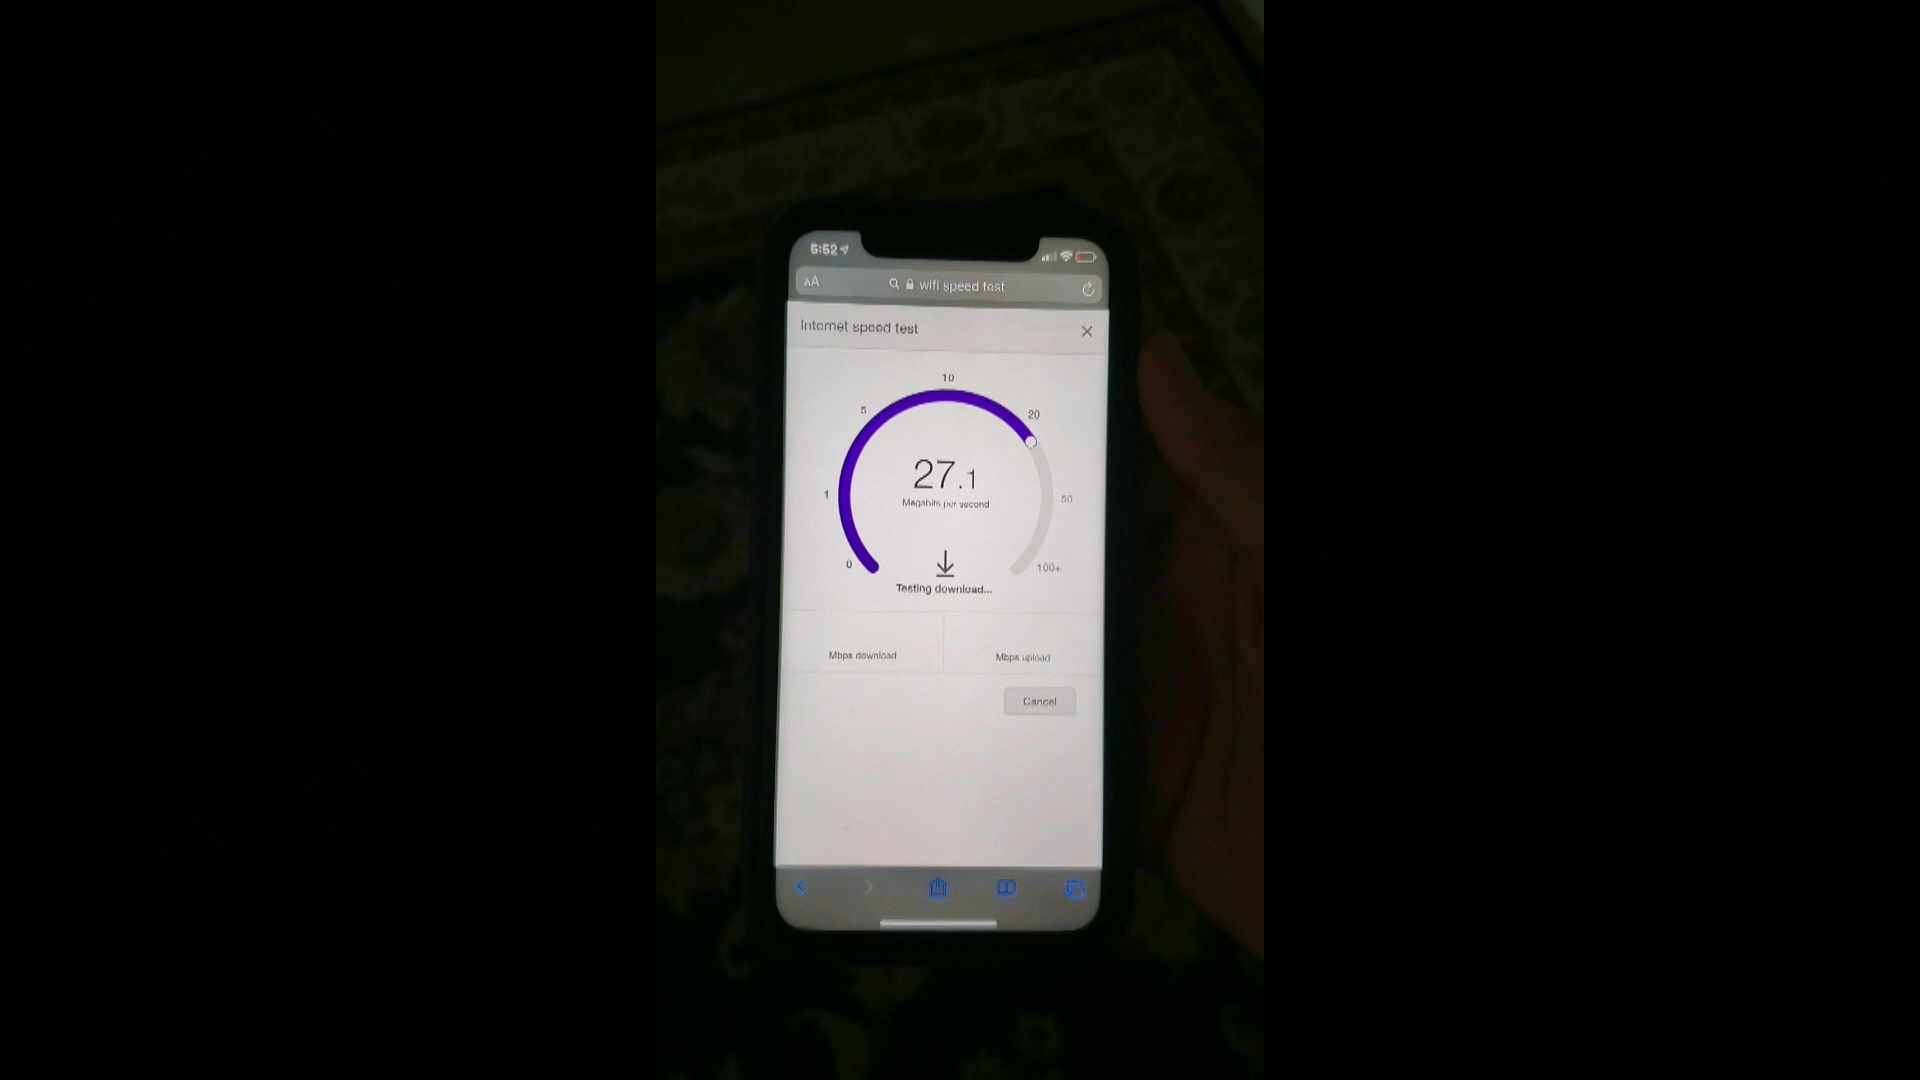 5:52
AA wifi speed test
Internet speed test
10
5
20
27.1
1
50
Megabits per second
0
100+
Testing download...
Mbps download
Mbps upload
Cancel